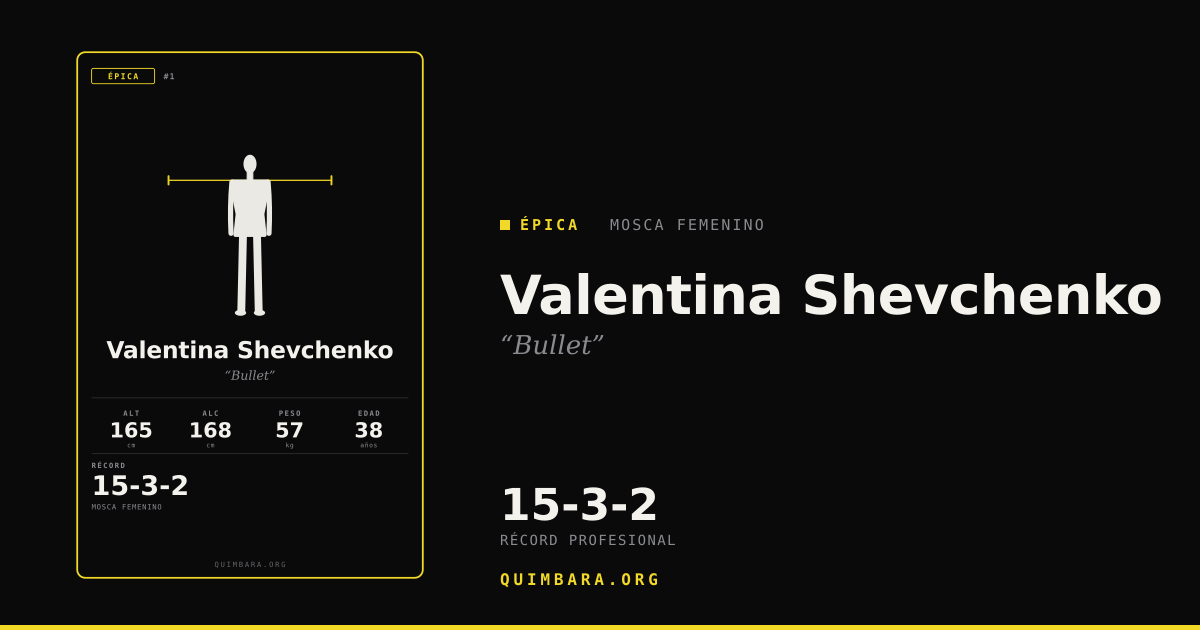 ÉPICA #1
Valentina Shevchenko
“Bullet”
ALT ALC PESO EDAD
165 168 57 38
cm cm kg años
RÉCORD
15-3-2
MOSCA FEMENINO
QUIMBARA.ORG
ÉPICA MOSCA FEMENINO
Valentina Shevchenko
“Bullet”
15-3-2
RÉCORD PROFESIONAL
QUIMBARA.ORG